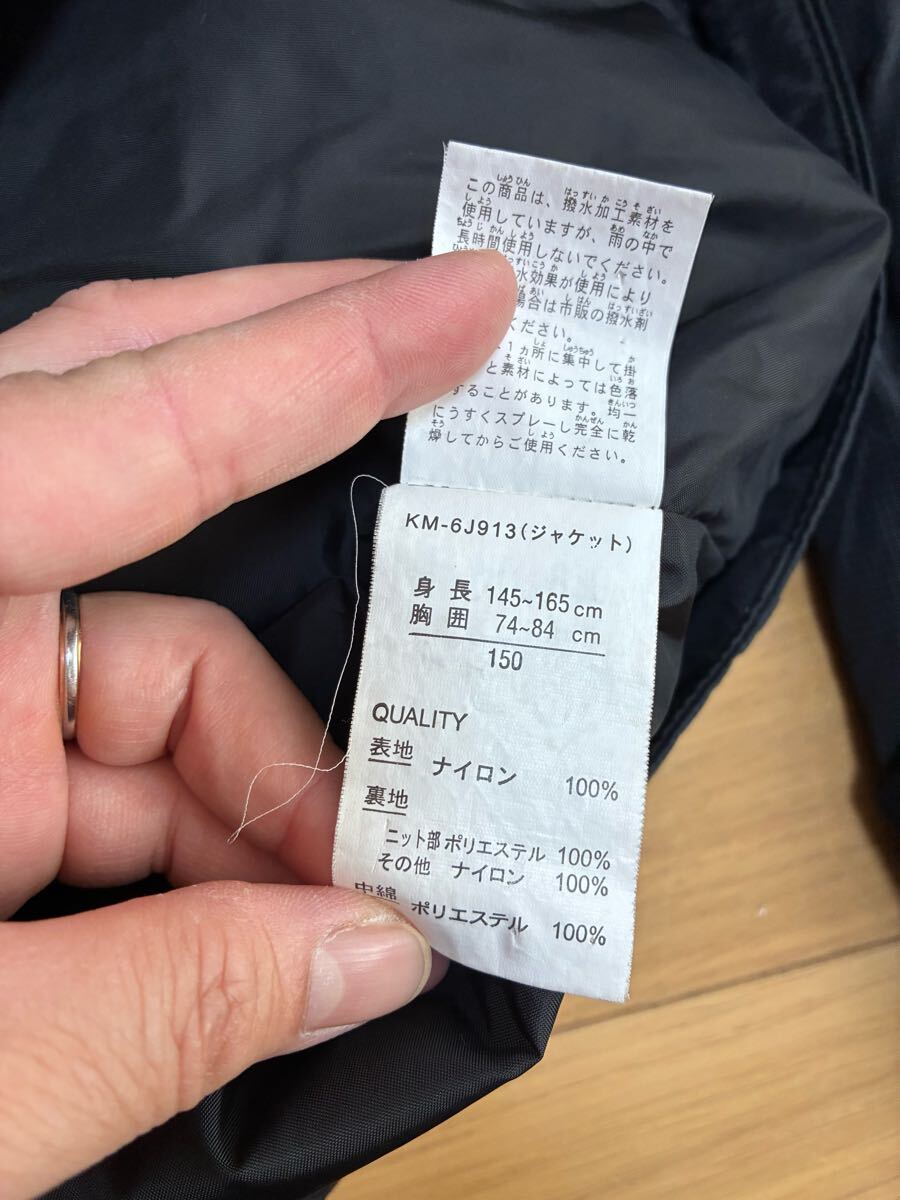 この商品は、撥水加工素材を
使用していますが、雨の中で
長時間使用しないでください。
水効果が使用により
場合は市販の撥水剤
ください。
1ヵ所に集中して掛
と素材によっては色落
することがあります。均一
にうすくスプレーし完全に乾
燥してからご使用ください。
KM-6J913(ジャケット)
身長 145~165cm
胸囲 74~84 cm
150
QUALITY
表地 ナイロン 100%
裏地
ニット部 ポリエステル 100%
その他 ナイロン 100%
中綿 ポリエステル 100%